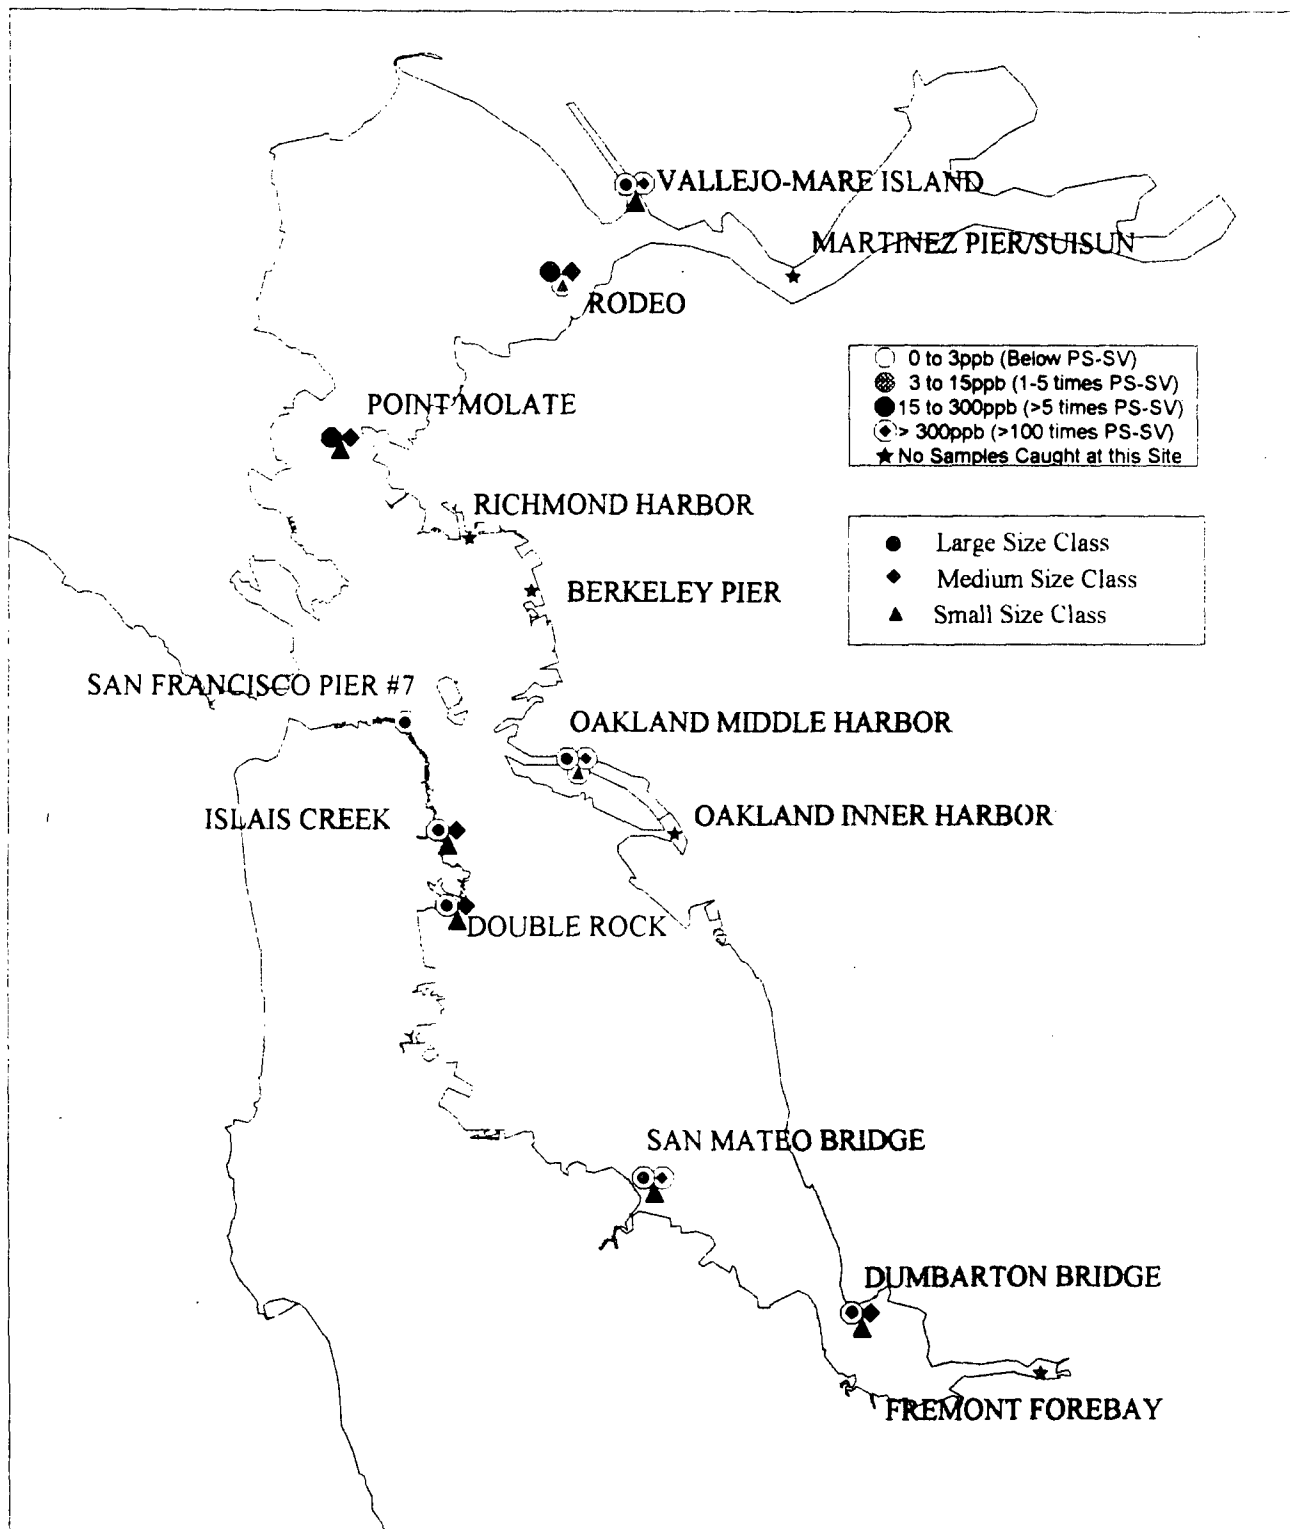 VALLEJO-MARE ISLAND
MARTINEZ PIER/SUISUN
RODEO
0 to 3ppb (Below PS-SV)
3 to 15ppb (1-5 times PS-SV)
15 to 300ppb (>5 times PS-SV)
> 300ppb (>100 times PS-SV)
No Samples Caught at this Site
POINT MOLATE
RICHMOND HARBOR
Large Size Class
Medium Size Class
Small Size Class
BERKELEY PIER
SAN FRANCISCO PIER #7
OAKLAND MIDDLE HARBOR
ISLAIS CREEK
OAKLAND INNER HARBOR
DOUBLE ROCK
SAN MATEO BRIDGE
DUMBARTON BRIDGE
FREMONT FOREBAY